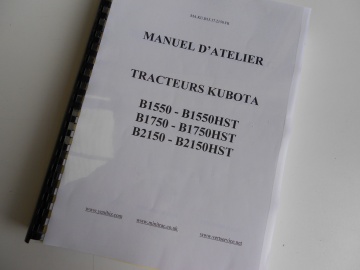 MANUEL D'ATELIER
TRACTEURS KUBOTA
B1550 - B1550HST
B1750 - B1750HST
B2150 - B2150HST